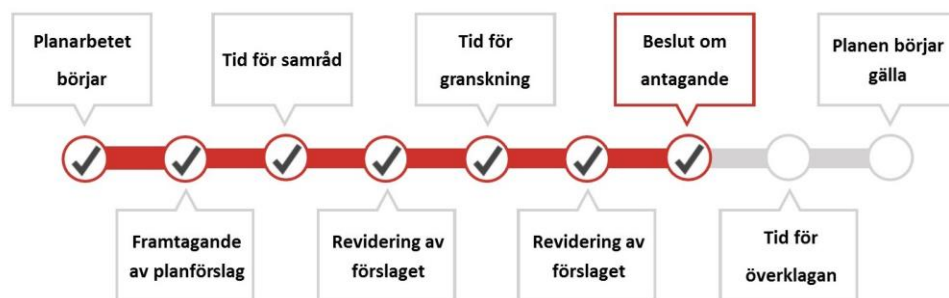 Planarbetet
börjar
Tid för samråd
Tid för
granskning
Beslut om
antagande
Planen börjar
gälla
Framtagande
av planförslag
Revidering av
förslaget
Revidering av
förslaget
Tid för
överklagan